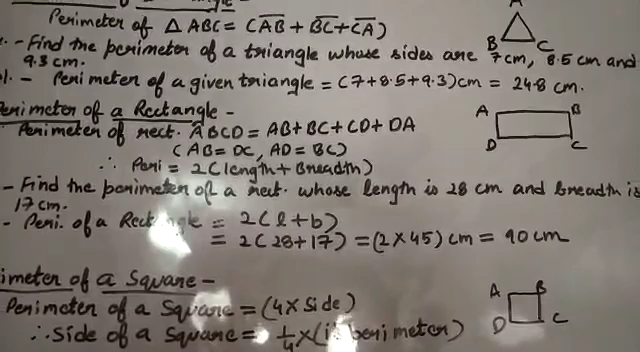 Perimeter of △ ABC = (AB + BC + CA)
A
B C
- Find the perimeter of a triangle whose sides are 7cm, 8.5 cm and
9.3 cm.
- Perimeter of a given triangle = (7+8.5+9.3)cm = 24.8 cm.
Perimeter of a Rectangle -
Perimeter of rect. ABCD = AB+BC+CD+DA
(AB=DC, AD=BC)
A B
D C
∴ Peri = 2(length+Breadth)
- Find the perimeter of a rect. whose length is 28 cm and breadth is
17 cm.
- Peri. of a Rectangle = 2(l+b)
= 2(28+17) = (2×45) cm = 90 cm
imeter of a Square -
A B
D C
Perimeter of a Square = (4×Side)
∴ Side of a Square = 1/4 × (i perimeter)